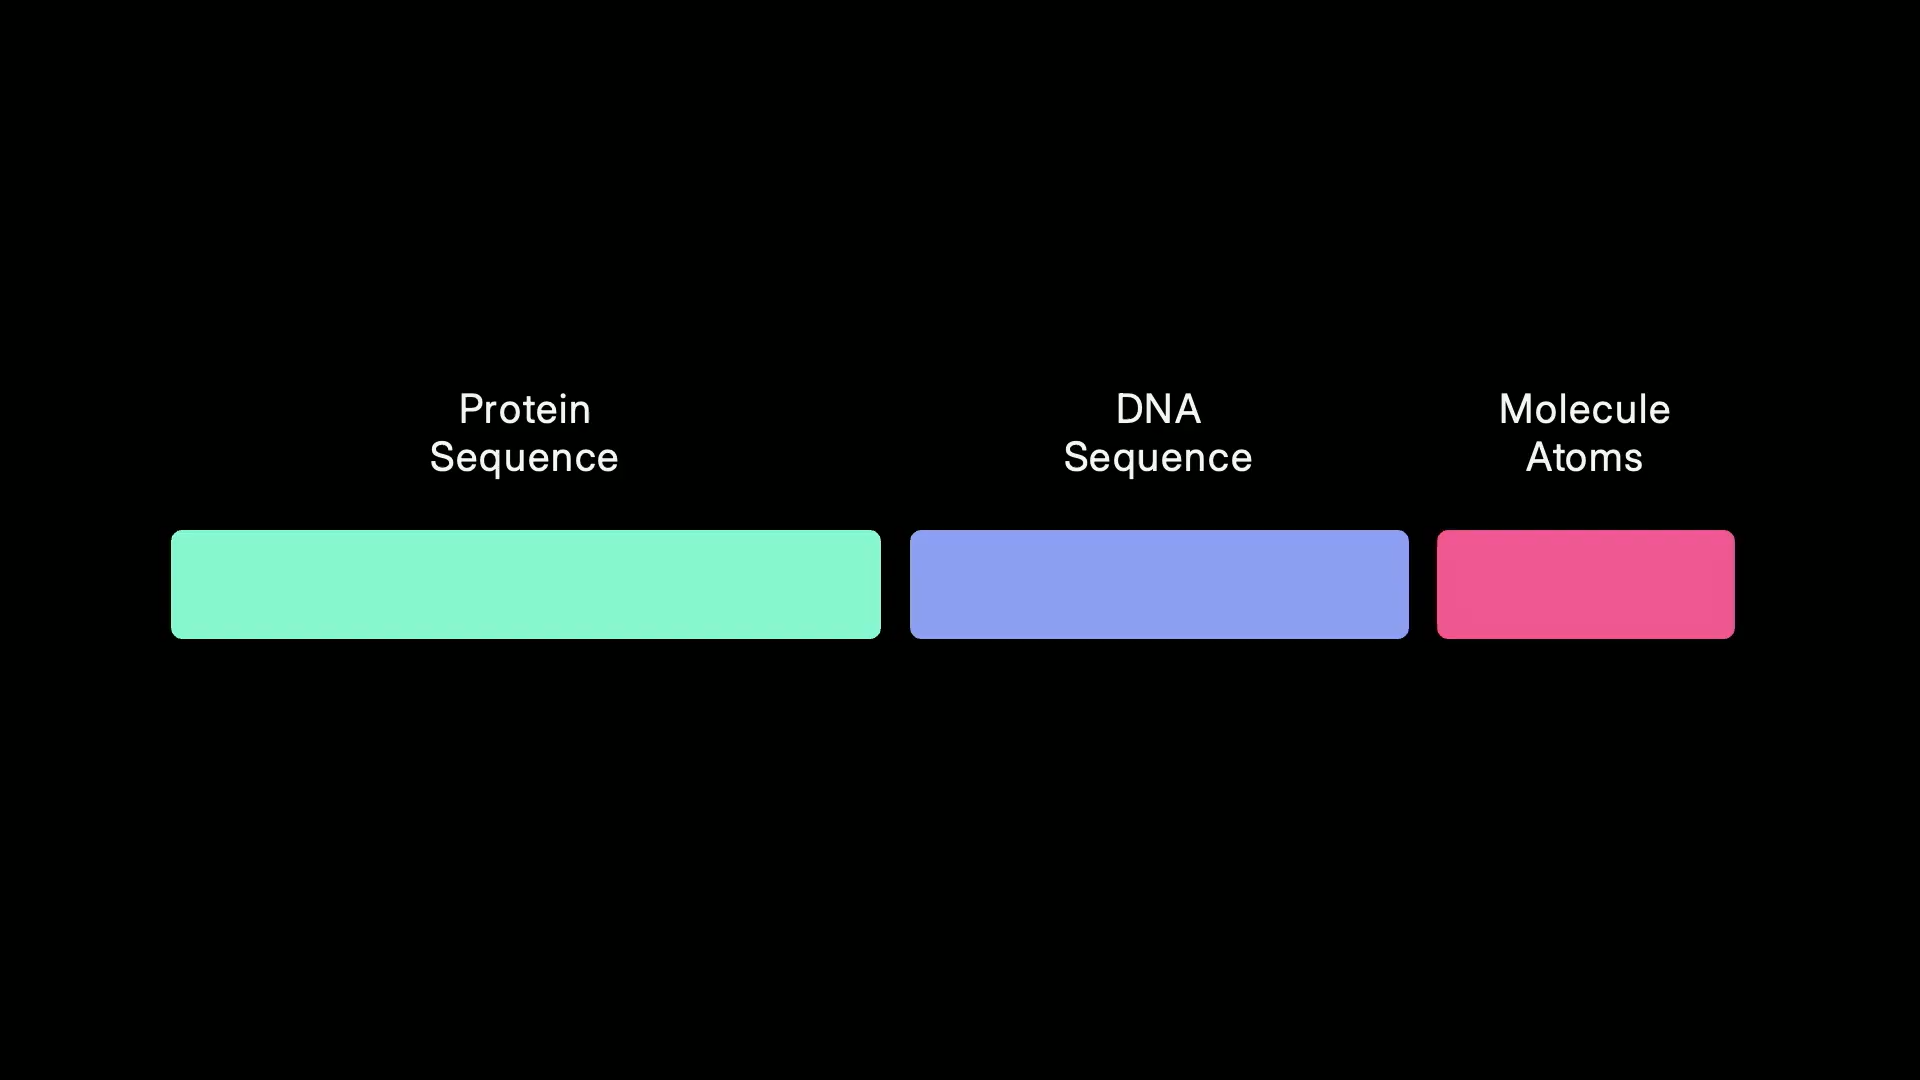 Protein
Sequence
DNA
Sequence
Molecule
Atoms